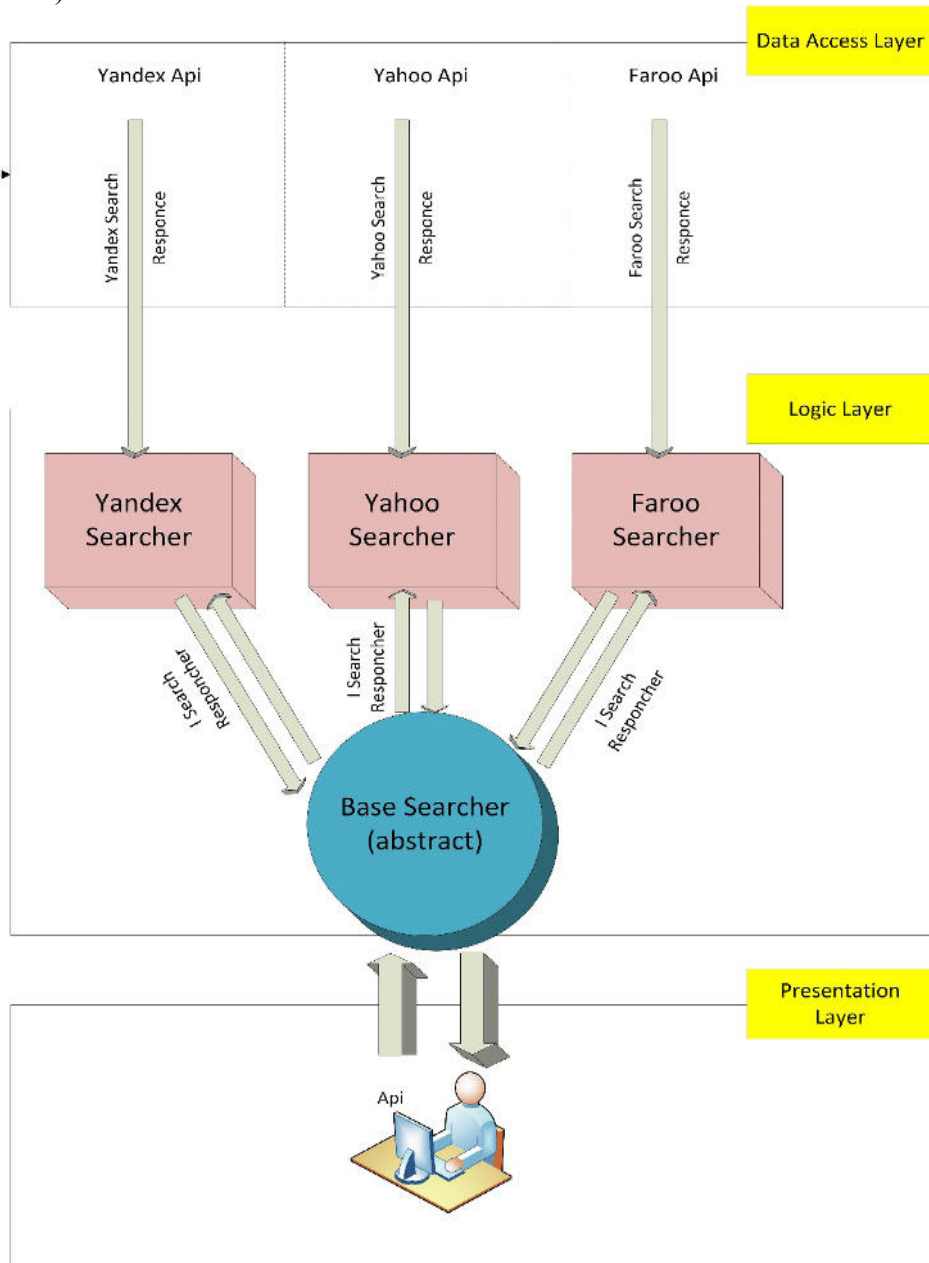 Data Access Layer
Yandex Api
Yahoo Api
Faroo Api
Yandex Search
Responce
Yahoo Search
Responce
Faroo Search
Responce
Logic Layer
Yandex
Searcher
Yahoo
Searcher
Faroo
Searcher
I Search
Responcher
I Search
Responcher
I Search
Responcher
Base Searcher
(abstract)
Presentation
Layer
Api